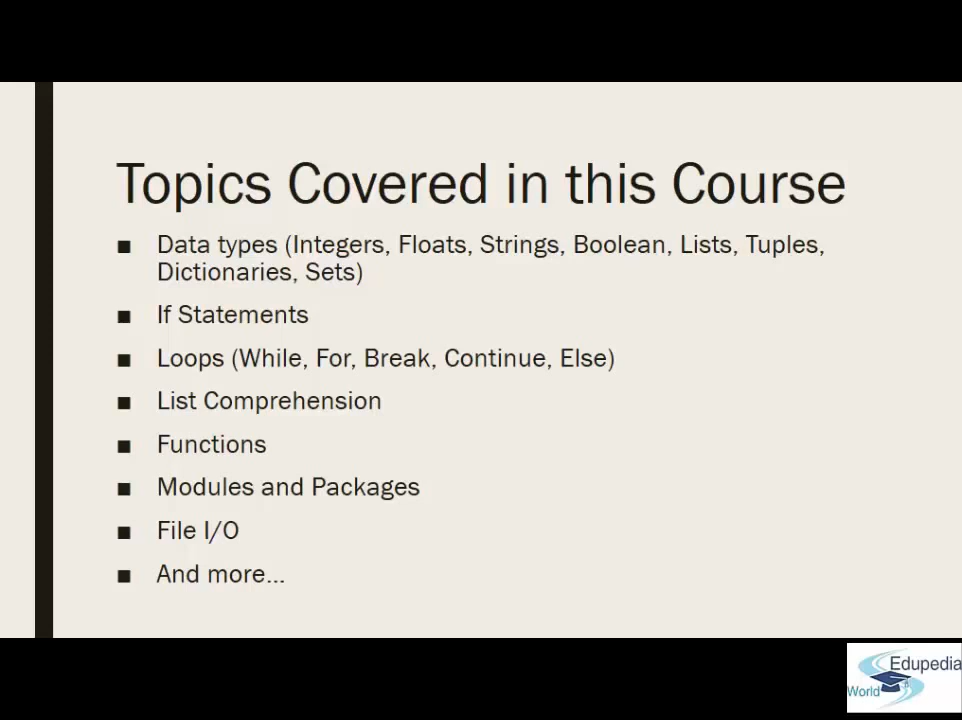 Topics Covered in this Course
■ Data types (Integers, Floats, Strings, Boolean, Lists, Tuples,
Dictionaries, Sets)
■ If Statements
■ Loops (While, For, Break, Continue, Else)
■ List Comprehension
■ Functions
■ Modules and Packages
■ File I/O
■ And more...
Edupedia
World